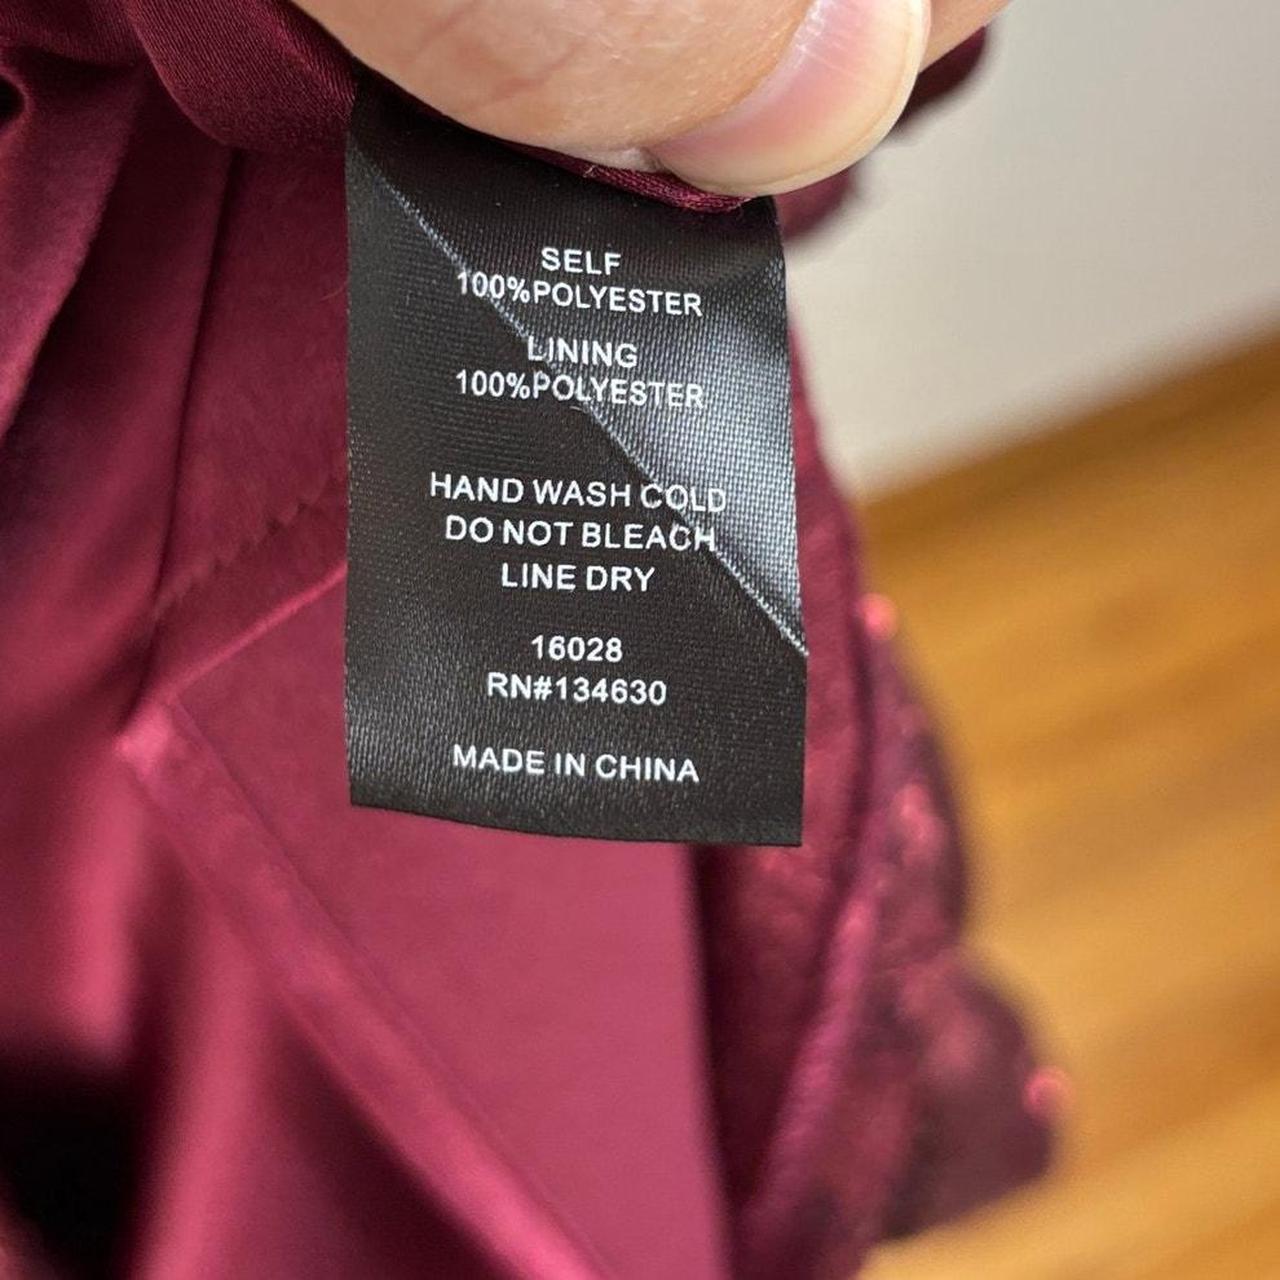 SELF
100%POLYESTER
LINING
100%POLYESTER
HAND WASH COLD
DO NOT BLEACH
LINE DRY
16028
RN#134630
MADE IN CHINA